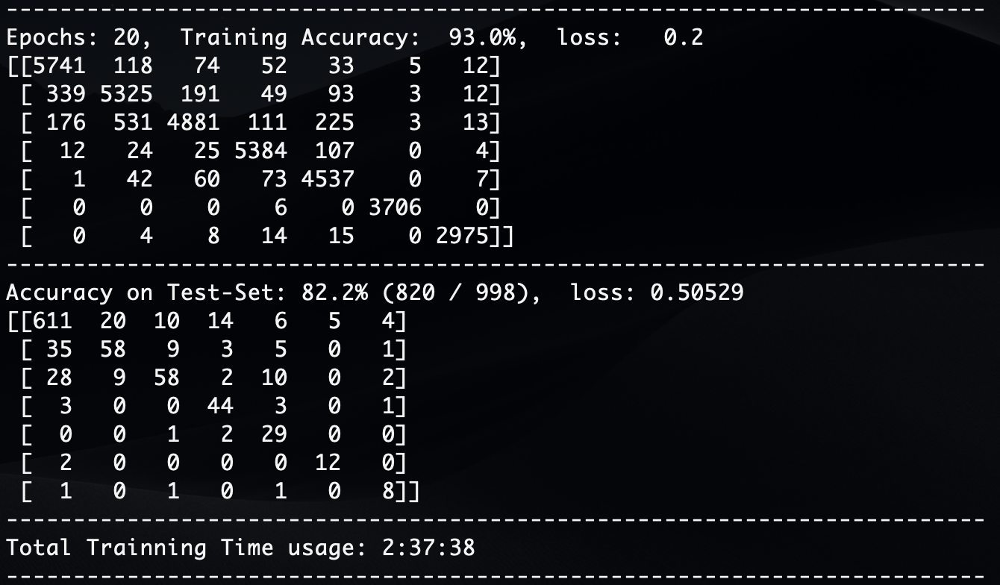 --------------------------------------------------------------------------
Epochs: 20,  Training Accuracy:  93.0%,  loss:   0.2
[[5741  118   74   52   33    5   12]
 [ 339 5325  191   49   93    3   12]
 [ 176  531 4881  111  225    3   13]
 [  12   24   25 5384  107    0    4]
 [   1   42   60   73 4537    0    7]
 [   0    0    0    6    0 3706    0]
 [   0    4    8   14   15    0 2975]]
--------------------------------------------------------------------------
Accuracy on Test-Set: 82.2% (820 / 998),  loss: 0.50529
[[611  20  10  14   6   5   4]
 [ 35  58   9   3   5   0   1]
 [ 28   9  58   2  10   0   2]
 [  3   0   0  44   3   0   1]
 [  0   0   1   2  29   0   0]
 [  2   0   0   0   0  12   0]
 [  1   0   1   0   1   0   8]]
--------------------------------------------------------------------------
Total Trainning Time usage: 2:37:38
--------------------------------------------------------------------------